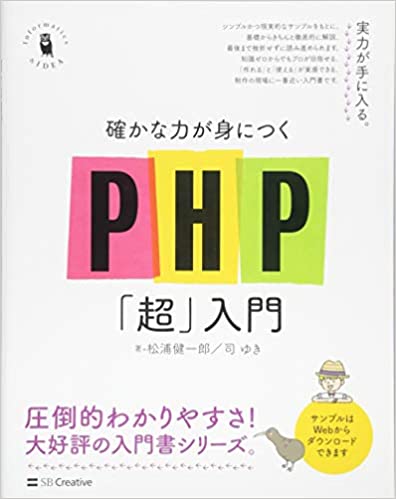 Informatics
&IDEA
実力が手に入る。
シンプルかつ現実的なサンプルをもとに、
基礎からきちんと徹底的に解説。
最後まで挫折せずに読み進められます。
知識ゼロからでもプロが目指せる、
「作れる」と「使える」が実感できる、
制作の現場に一番近い入門書です。
確かな力が身につく
PHP
「超」入門
著-松浦健一郎／司 ゆき
圧倒的わかりやすさ!
大好評の入門書シリーズ。
サンプルは
Webから
ダウンロード
できます
SB Creative